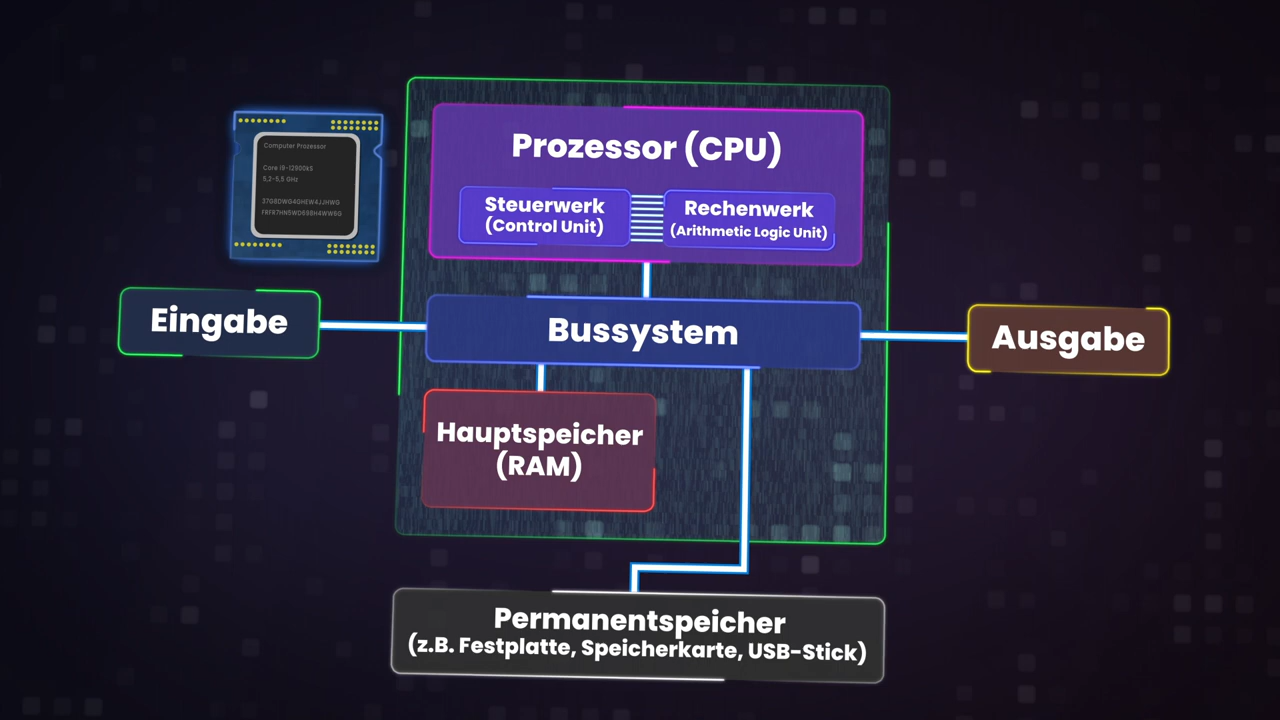 Prozessor (CPU)
Computer Prozessor
Core i9-12900kS
5,2-5,5 GHz
Steuerwerk
(Control Unit)
Rechenwerk
(Arithmetic Logic Unit)
Eingabe
Bussystem
Ausgabe
Hauptspeicher
(RAM)
Permanentspeicher
(z.B. Festplatte, Speicherkarte, USB-Stick)